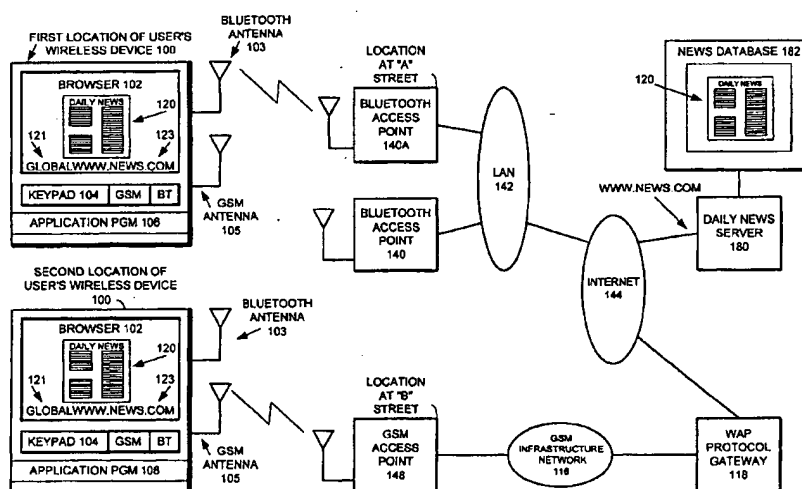 FIRST LOCATION OF USER'S
WIRELESS DEVICE 100
BROWSER 102
DAILY NEWS
120
121
123
GLOBALWWW.NEWS.COM
KEYPAD 104
GSM
BT
APPLICATION PGM 106
BLUETOOTH
ANTENNA
103
GSM
ANTENNA
105
LOCATION
AT "A"
STREET
BLUETOOTH
ACCESS
POINT
140A
BLUETOOTH
ACCESS
POINT
140
LAN
142
INTERNET
144
NEWS DATABASE 182
120
DAILY NEWS
WWW.NEWS.COM
DAILY NEWS
SERVER
180
SECOND LOCATION OF
USER'S WIRELESS DEVICE
100
BROWSER 102
DAILY NEWS
120
121
123
GLOBALWWW.NEWS.COM
KEYPAD 104
GSM
BT
APPLICATION PGM 106
BLUETOOTH
ANTENNA
103
GSM
ANTENNA
105
LOCATION
AT "B"
STREET
GSM
ACCESS
POINT
148
GSM
INFRASTRUCTURE
NETWORK
116
WAP
PROTOCOL
GATEWAY
118